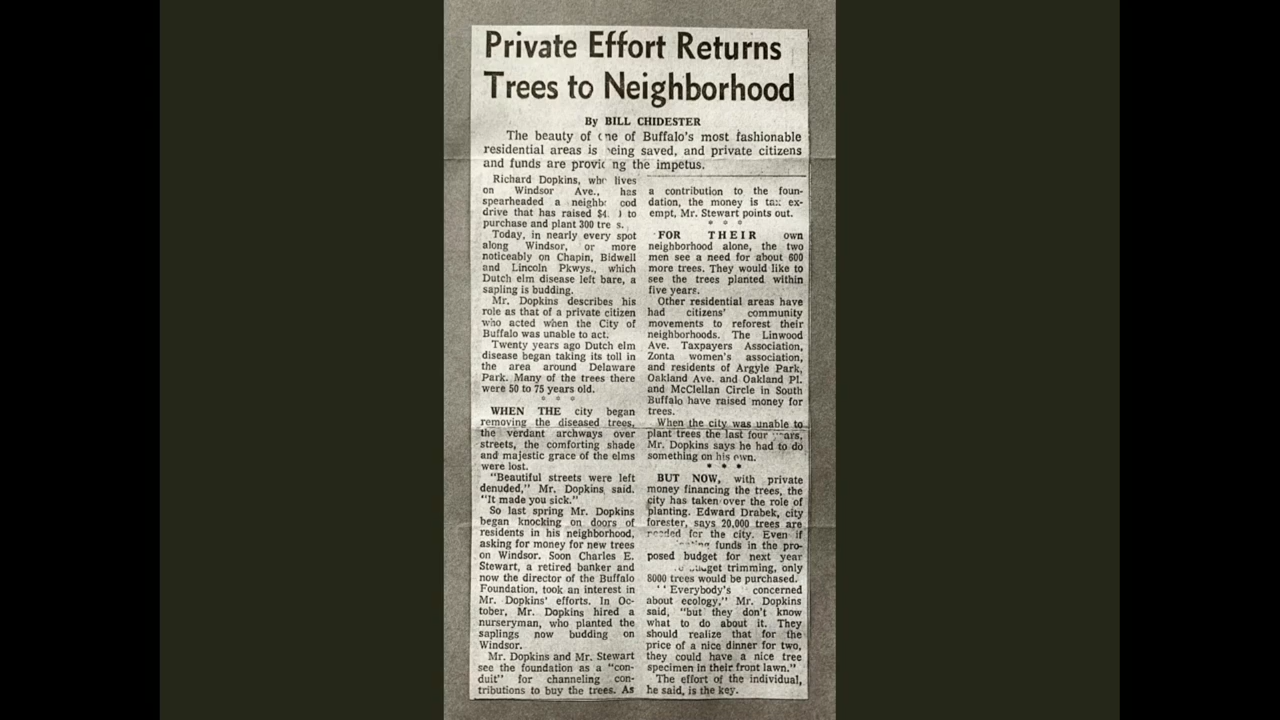 Private Effort Returns
Trees to Neighborhood
By BILL CHIDESTER
The beauty of one of Buffalo's most fashionable
residential areas is being saved, and private citizens
and funds are providing the impetus.
Richard Dopkins, who lives
on Windsor Ave., has
spearheaded a
drive that has raised to
purchase and plant 300 trees.
Today, in nearly every spot
along Windsor, or more
noticeably on Chapin, Bidwell
and Lincoln Pkwys., which
Dutch elm disease left bare, a
sapling is budding.
Mr. Dopkins describes his
role as that of a private citizen
who acted when the City of
Buffalo was unable to act.
Twenty years ago Dutch elm
disease began taking its toll in
the area around Delaware
Park. Many of the trees there
were 50 to 75 years old.
WHEN THE city began
removing the diseased trees,
the verdant archways over
streets, the comforting shade
and majestic grace of the elms
were lost.
"Beautiful streets were left
denuded," Mr. Dopkins said.
"It made you sick."
So last spring Mr. Dopkins
began knocking on doors of
residents in his neighborhood,
asking for money for new trees
on Windsor. Soon Charles E.
Stewart, a retired banker and
now the director of the Buffalo
Foundation, took an interest in
Mr. Dopkins' efforts. In Oc-
tober, Mr. Dopkins hired a
nurseryman, who planted the
saplings now budding on
Windsor.
Mr. Dopkins and Mr. Stewart
see the foundation as a "con-
duit" for channeling con-
tributions to buy the trees. As
a contribution to the foun-
dation, the money is tax ex-
empt, Mr. Stewart points out.
FOR THEIR own
neighborhood alone, the two
men see a need for about 600
more trees. They would like to
see the trees planted within
five years.
Other residential areas have
had citizens' community
movements to reforest their
neighborhoods. The Linwood
Ave. Taxpayers Association,
Zonta women's association,
and residents of Argyle Park,
Oakland Ave. and Oakland Pl.
and McClellan Circle in South
Buffalo have raised money for
trees.
When the city was unable to
plant trees the last four years,
Mr. Dopkins says he had to do
something on his own.
BUT NOW, with private
money financing the trees, the
city has taken over the role of
planting. Edward Drabek, city
forester, says 20,000 trees are
needed for the city. Even if
funds in the pro-
posed budget for next year
budget trimming, only
8000 trees would be purchased.
"Everybody's concerned
about ecology," Mr. Dopkins
said, "but they don't know
what to do about it. They
should realize that for the
price of a nice dinner for two,
they could have a nice tree
specimen in their front lawn."
The effort of the individual,
he said, is the key.